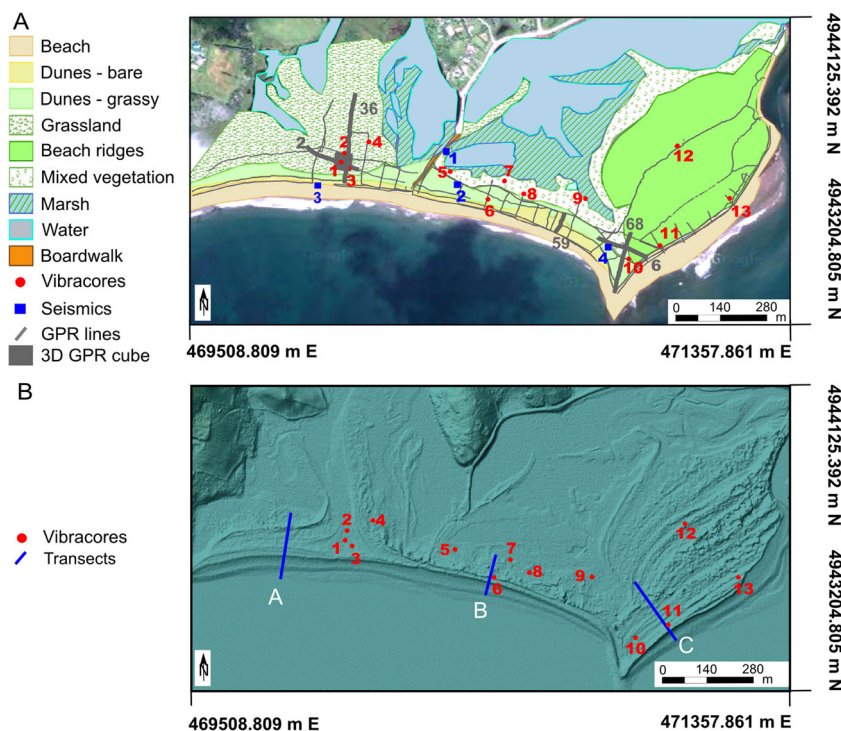 A
Beach
Dunes - bare
Dunes - grassy
Grassland
Beach ridges
Mixed vegetation
Marsh
Water
Boardwalk
Vibracores
Seismics
GPR lines
3D GPR cube
36
2
2
4
1
3
3
1
5
2
7
6
8
9
59
68
4
10
11
6
12
13
Google
N
0 140 280
m
4944125.392 m N
4943204.805 m N
469508.809 m E
471357.861 m E
B
Vibracores
Transects
2
4
1
3
A
5
7
6
8
B
9
12
13
11
10
C
N
0 140 280
m
4944125.392 m N
4943204.805 m N
469508.809 m E
471357.861 m E